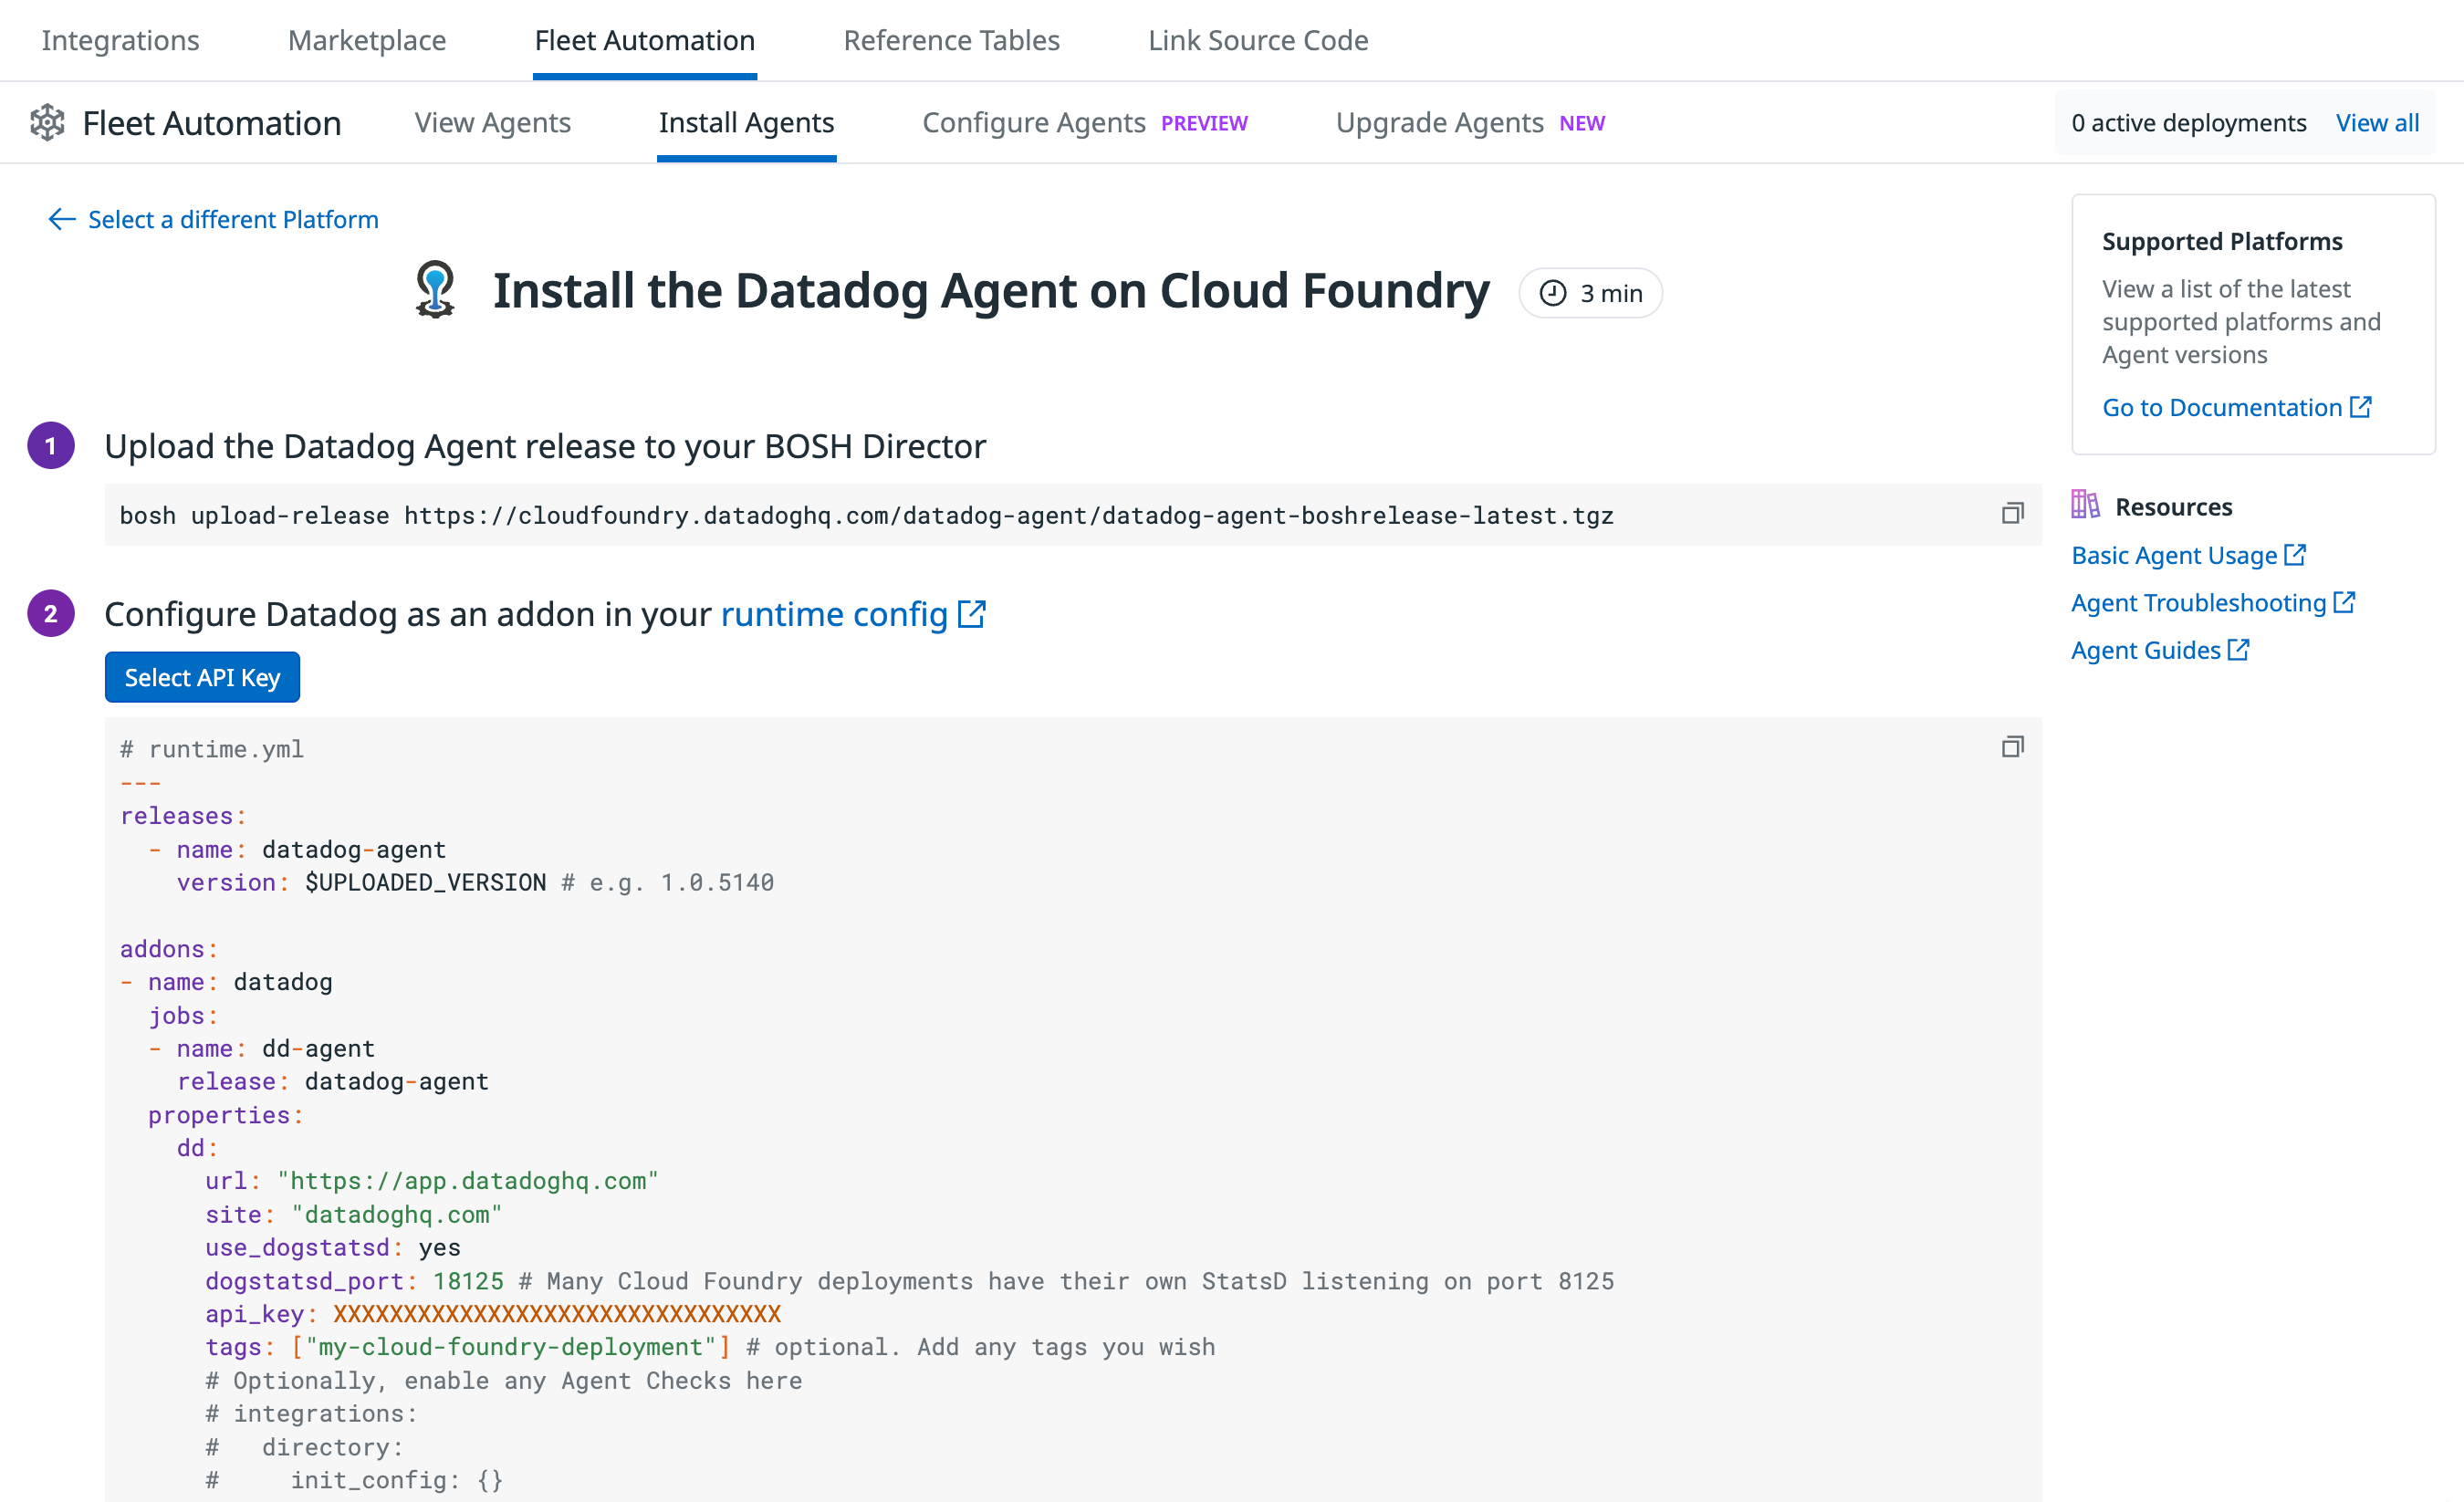 Integrations Marketplace Fleet Automation Reference Tables Link Source Code
Fleet Automation View Agents Install Agents Configure Agents PREVIEW Upgrade Agents NEW 0 active deployments View all
Select a different Platform
Install the Datadog Agent on Cloud Foundry 3 min
1 Upload the Datadog Agent release to your BOSH Director
bosh upload-release https://cloudfoundry.datadoghq.com/datadog-agent/datadog-agent-boshrelease-latest.tgz
2 Configure Datadog as an addon in your runtime config
Select API Key
# runtime.yml
---
releases:
  - name: datadog-agent
    version: $UPLOADED_VERSION # e.g. 1.0.5140
addons:
- name: datadog
  jobs:
  - name: dd-agent
    release: datadog-agent
  properties:
    dd:
      url: "https://app.datadoghq.com"
      site: "datadoghq.com"
      use_dogstatsd: yes
      dogstatsd_port: 18125 # Many Cloud Foundry deployments have their own StatsD listening on port 8125
      api_key: XXXXXXXXXXXXXXXXXXXXXXXXXXXXXXXX
      tags: ["my-cloud-foundry-deployment"] # optional. Add any tags you wish
      # Optionally, enable any Agent Checks here
      # integrations:
      #   directory:
      #     init_config: {}
Supported Platforms
View a list of the latest
supported platforms and
Agent versions
Go to Documentation
Resources
Basic Agent Usage
Agent Troubleshooting
Agent Guides